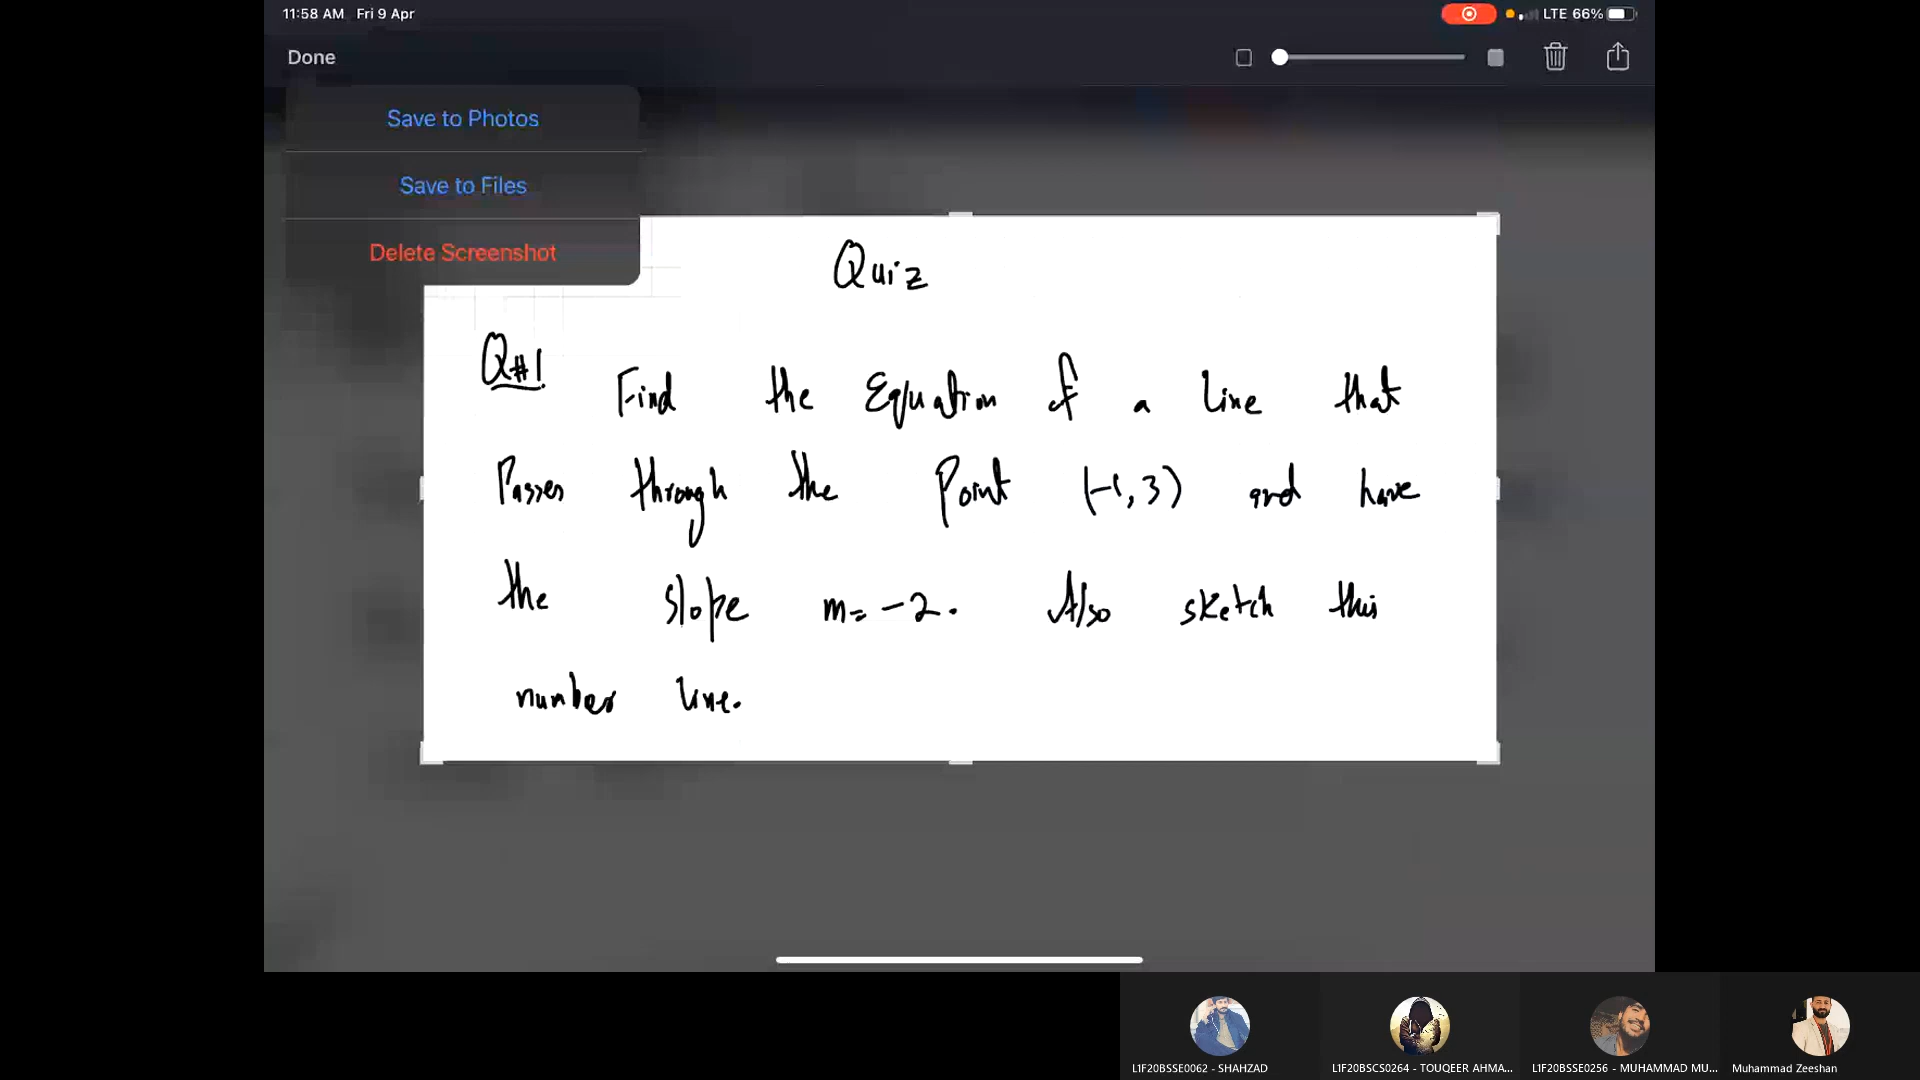 11:58 AM Fri 9 Apr
LTE 66%
Done
Save to Photos
Save to Files
Delete Screenshot
Quiz
Q#1 Find the Equation of a line that
Passes through the Point (-1, 3) and have
the slope m = -2. Also sketch this
number line.
L1F20BSSE0062 - SHAHZAD
L1F20BSCS0264 - TOUQEER AHMA...
L1F20BSSE0256 - MUHAMMAD MU...
Muhammad Zeeshan